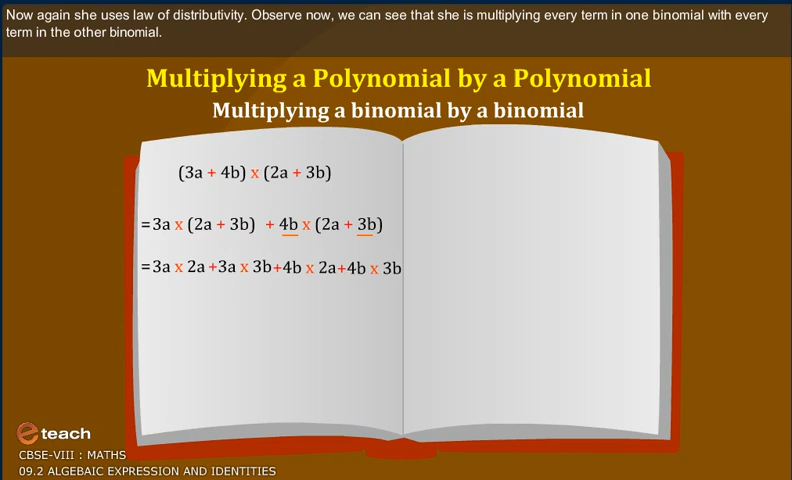 Now again she uses law of distributivity. Observe now, we can see that she is multiplying every term in one binomial with every
term in the other binomial.
Multiplying a Polynomial by a Polynomial
Multiplying a binomial by a binomial
(3a + 4b) x (2a + 3b)
=3a x (2a + 3b) + 4b x (2a + 3b)
=3a x 2a+3a x 3b+4b x 2a+4b x 3b
e teach
CBSE-VIII : MATHS
09.2 ALGEBAIC EXPRESSION AND IDENTITIES